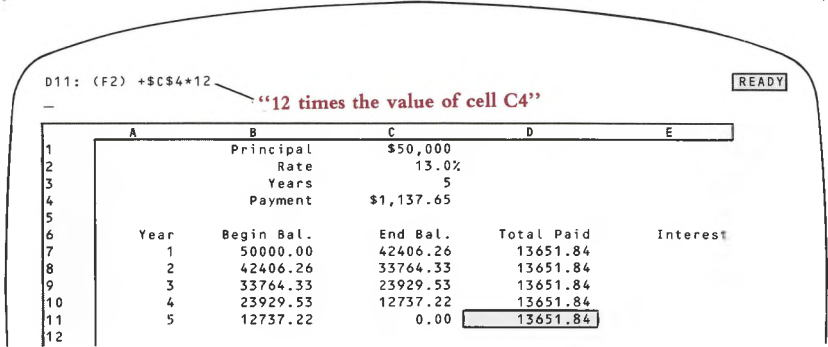 D11: (F2) +$C$4*12 READY
“12 times the value of cell C4”
A B C D E
1 Principal $50,000
2 Rate 13.0%
3 Years 5
4 Payment $1,137.65
5
6 Year Begin Bal. End Bal. Total Paid Interest
7 1 50000.00 42406.26 13651.84
8 2 42406.26 33764.33 13651.84
9 3 33764.33 23929.53 13651.84
10 4 23929.53 12737.22 13651.84
11 5 12737.22 0.00 13651.84
12